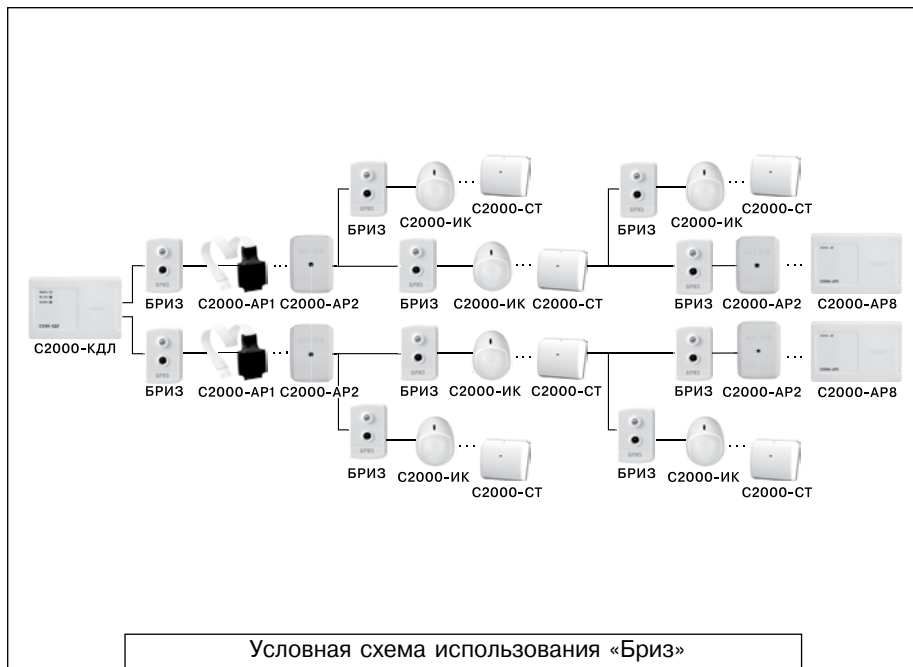 БРИЗ С2000-ИК С2000-СТ БРИЗ С2000-ИК С2000-СТ
С2000-КДЛ БРИЗ С2000-АР1 С2000-АР2 БРИЗ С2000-ИК С2000-СТ БРИЗ С2000-АР2 С2000-АР8
БРИЗ С2000-АР1 С2000-АР2 БРИЗ С2000-ИК С2000-СТ БРИЗ С2000-АР2 С2000-АР8
БРИЗ С2000-ИК С2000-СТ БРИЗ С2000-ИК С2000-СТ
Условная схема использования «Бриз»